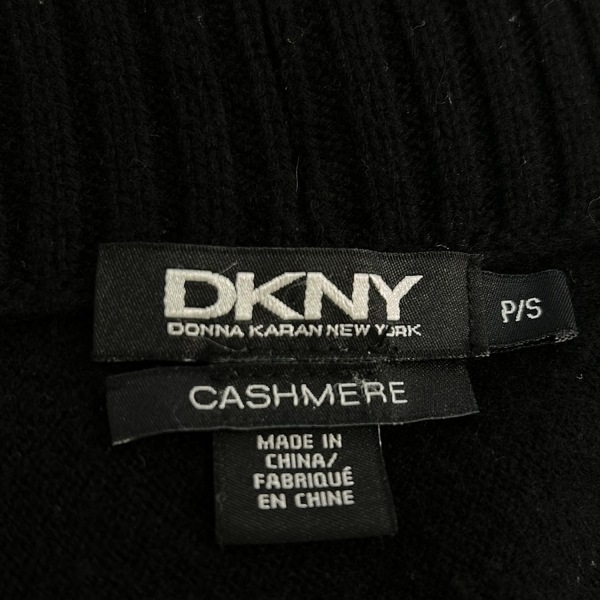 DKNY
DONNA KARAN NEW YORK
P/S
CASHMERE
MADE IN
CHINA/
FABRIQUÉ
EN CHINE